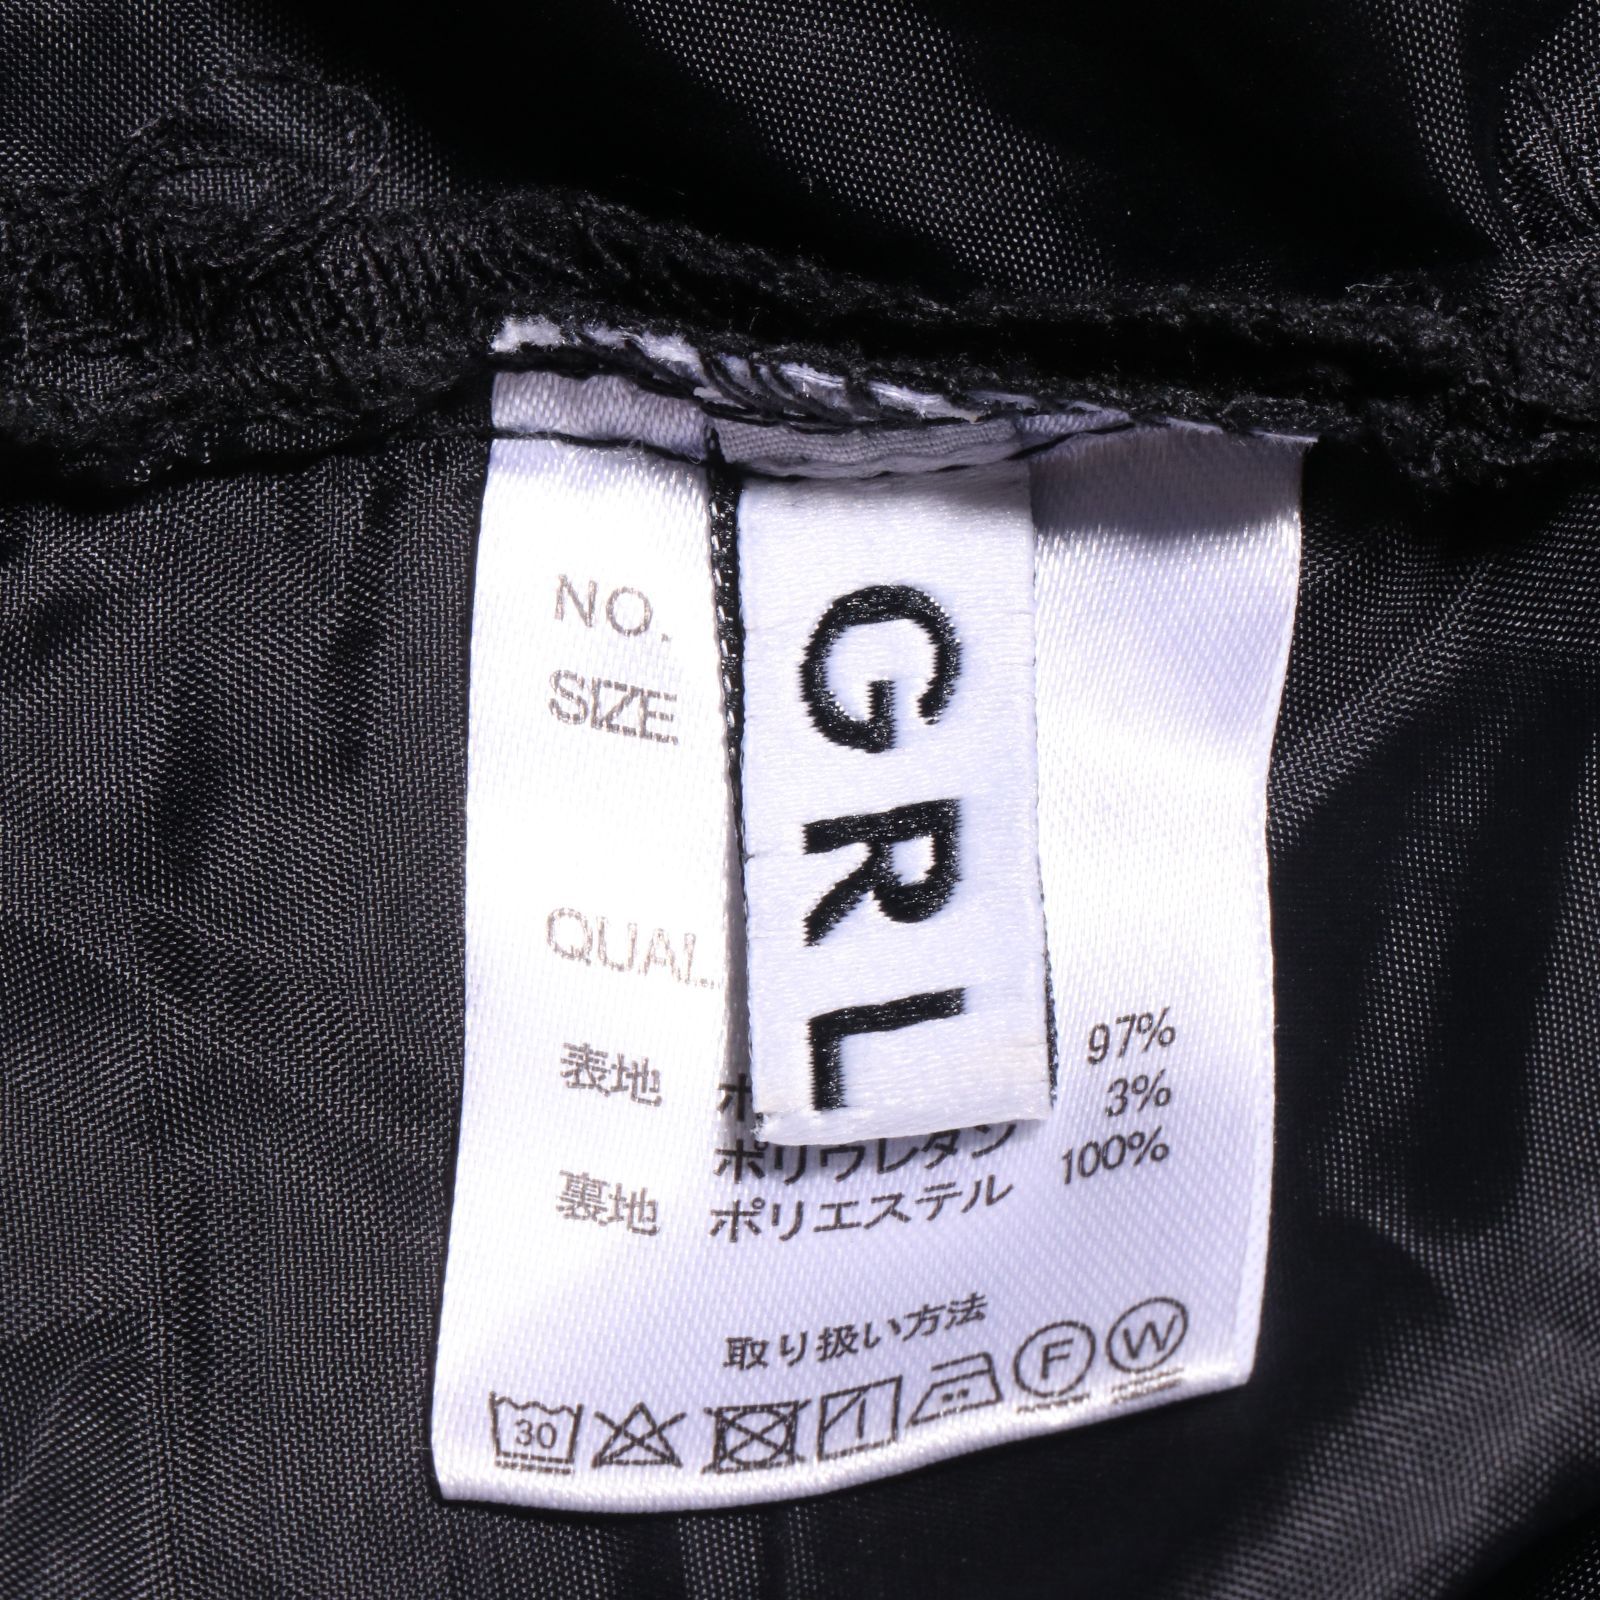 GRL
NO.
SIZE
QUAL
表地 97%
ポリウレタン 3%
裏地 ポリエステル 100%
取り扱い方法
30
F W